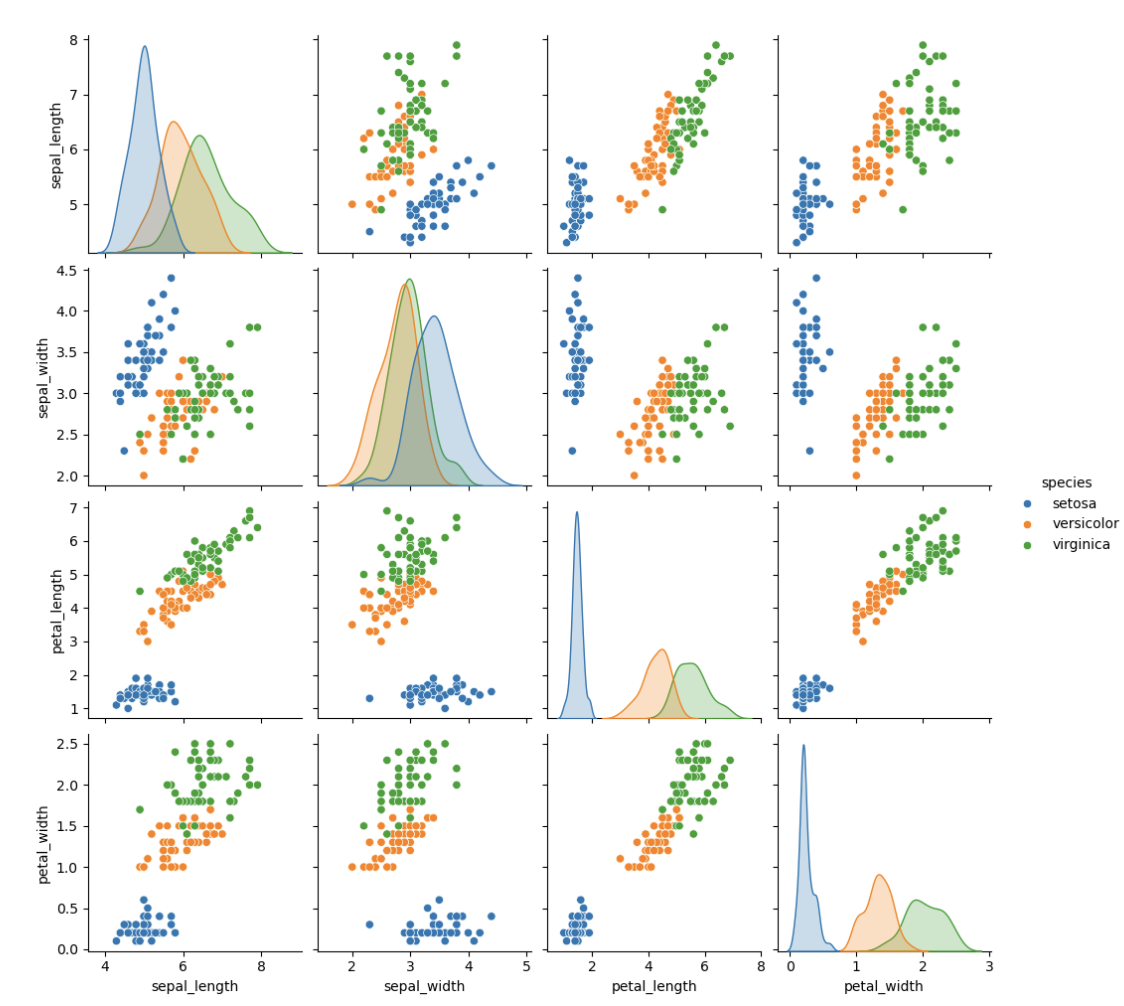 8
7
6
5
sepal_length
4.5
4.0
3.5
3.0
2.5
2.0
sepal_width
species
setosa
versicolor
virginica
7
6
5
4
3
2
1
petal_length
2.5
2.0
1.5
1.0
0.5
0.0
petal_width
4 6 8
2 3 4 5
2 4 6 8
0 1 2 3
sepal_length
sepal_width
petal_length
petal_width